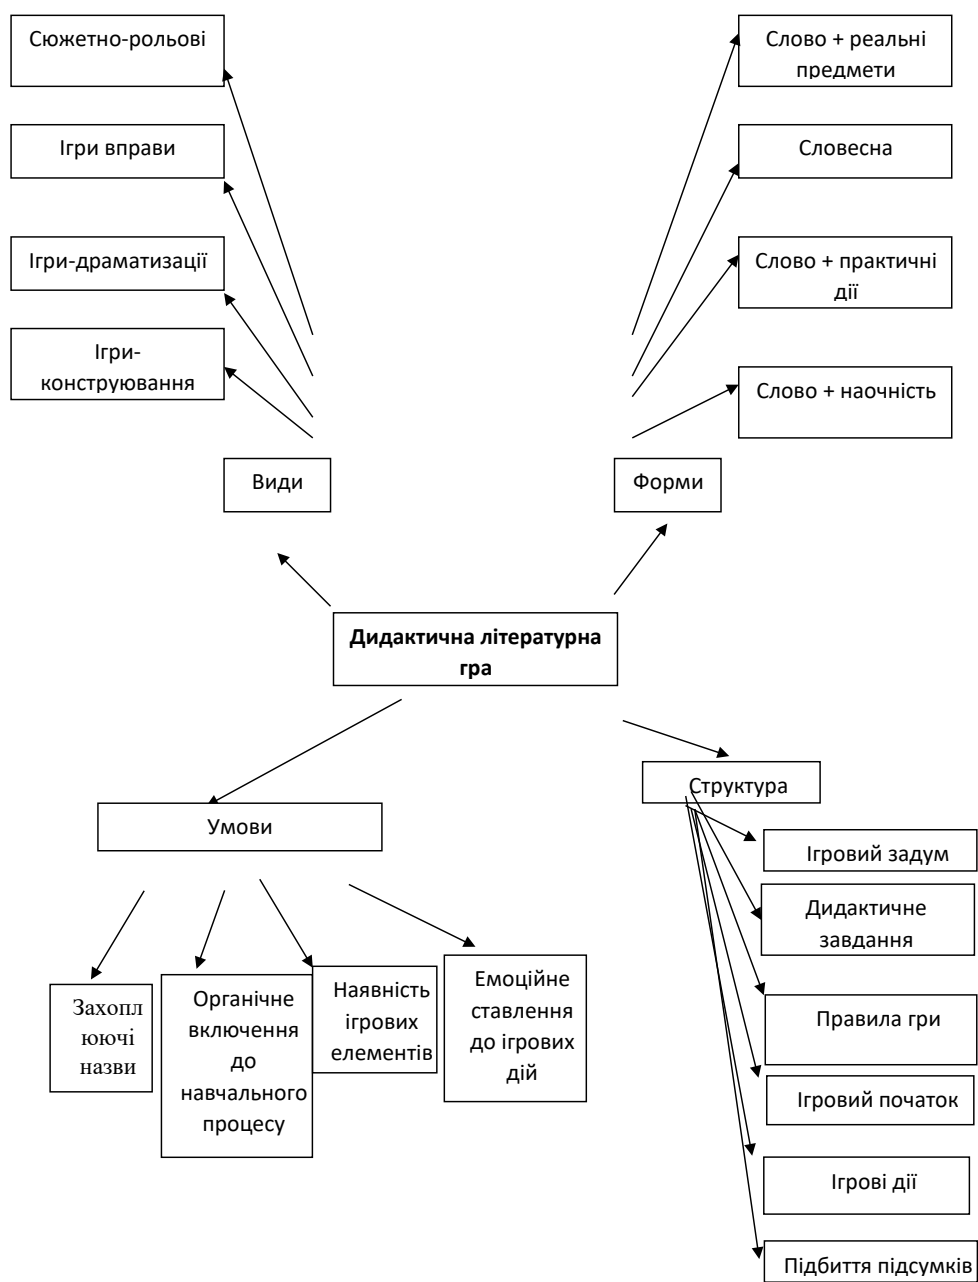 Сюжетно-рольові
Слово + реальні
предмети
Ігри вправи
Словесна
Ігри-драматизації
Слово + практичні
дії
Ігри-
конструювання
Слово + наочність
Види
Форми
Дидактична літературна
гра
Структура
Умови
Ігровий задум
Дидактичне
завдання
Правила гри
Ігровий початок
Ігрові дії
Підбиття підсумків
Захопл
юючі
назви
Органічне
включення
до
навчального
процесу
Наявність
ігрових
елементів
Емоційне
ставлення
до ігрових
дій